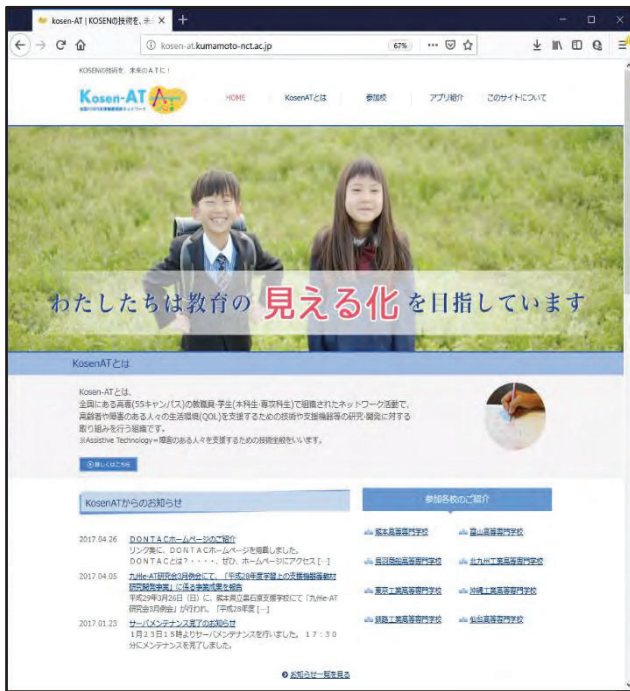 kosen-AT | KOSENの技術を、未
kosen-at.kumamoto-nct.ac.jp
67%
KOSENの技術を 未来のATに!
Kosen-AT
HOME
KosenATとは
参加校
アプリ紹介
このサイトについて
わたしたちは教育の 見える化 を目指しています
KosenATとは
Kosen-ATとは、
全国にある高専(55キャンパス)の教職員・学生(本科生・専攻科生)で組織されたネットワーク活動で、
高齢者や障害のある人々の生活環境(QOL)を支援するための技術や支援機器等の研究・開発に対する
取り組みを行う組織です。
※Assistive Technology=障害のある人々を支援するための技術全般をいいます。
詳しくはこちら
KosenATからのお知らせ
2017.04.26 DONTACホームページのご紹介
リンク集に、DONTACホームページを掲載しました。
DONTACとは?・・・・、ぜひ、ホームページにアクセス […]
2017.04.05 九州e-AT研究会3月例会にて、「平成28年度学習上の支援機器等教材
研究開発事業」に係る事業成果を報告
平成29年3月26日(日)に、熊本県立黒石原支援学校にて「九州e-AT
研究会3月例会」が行われ、「平成28年度 […]
2017.01.23 サーバメンテナンス完了のお知らせ
1月23日15時よりサーバメンテナンスを行いました。17:30
分にメンテナンスを完了しました。
お知らせ一覧を見る
参加各校のご紹介
熊本高等専門学校
富山高等専門学校
鳥羽商船高等専門学校
北九州工業高等専門学校
東京工業高等専門学校
沖縄工業高等専門学校
釧路工業高等専門学校
仙台高等専門学校